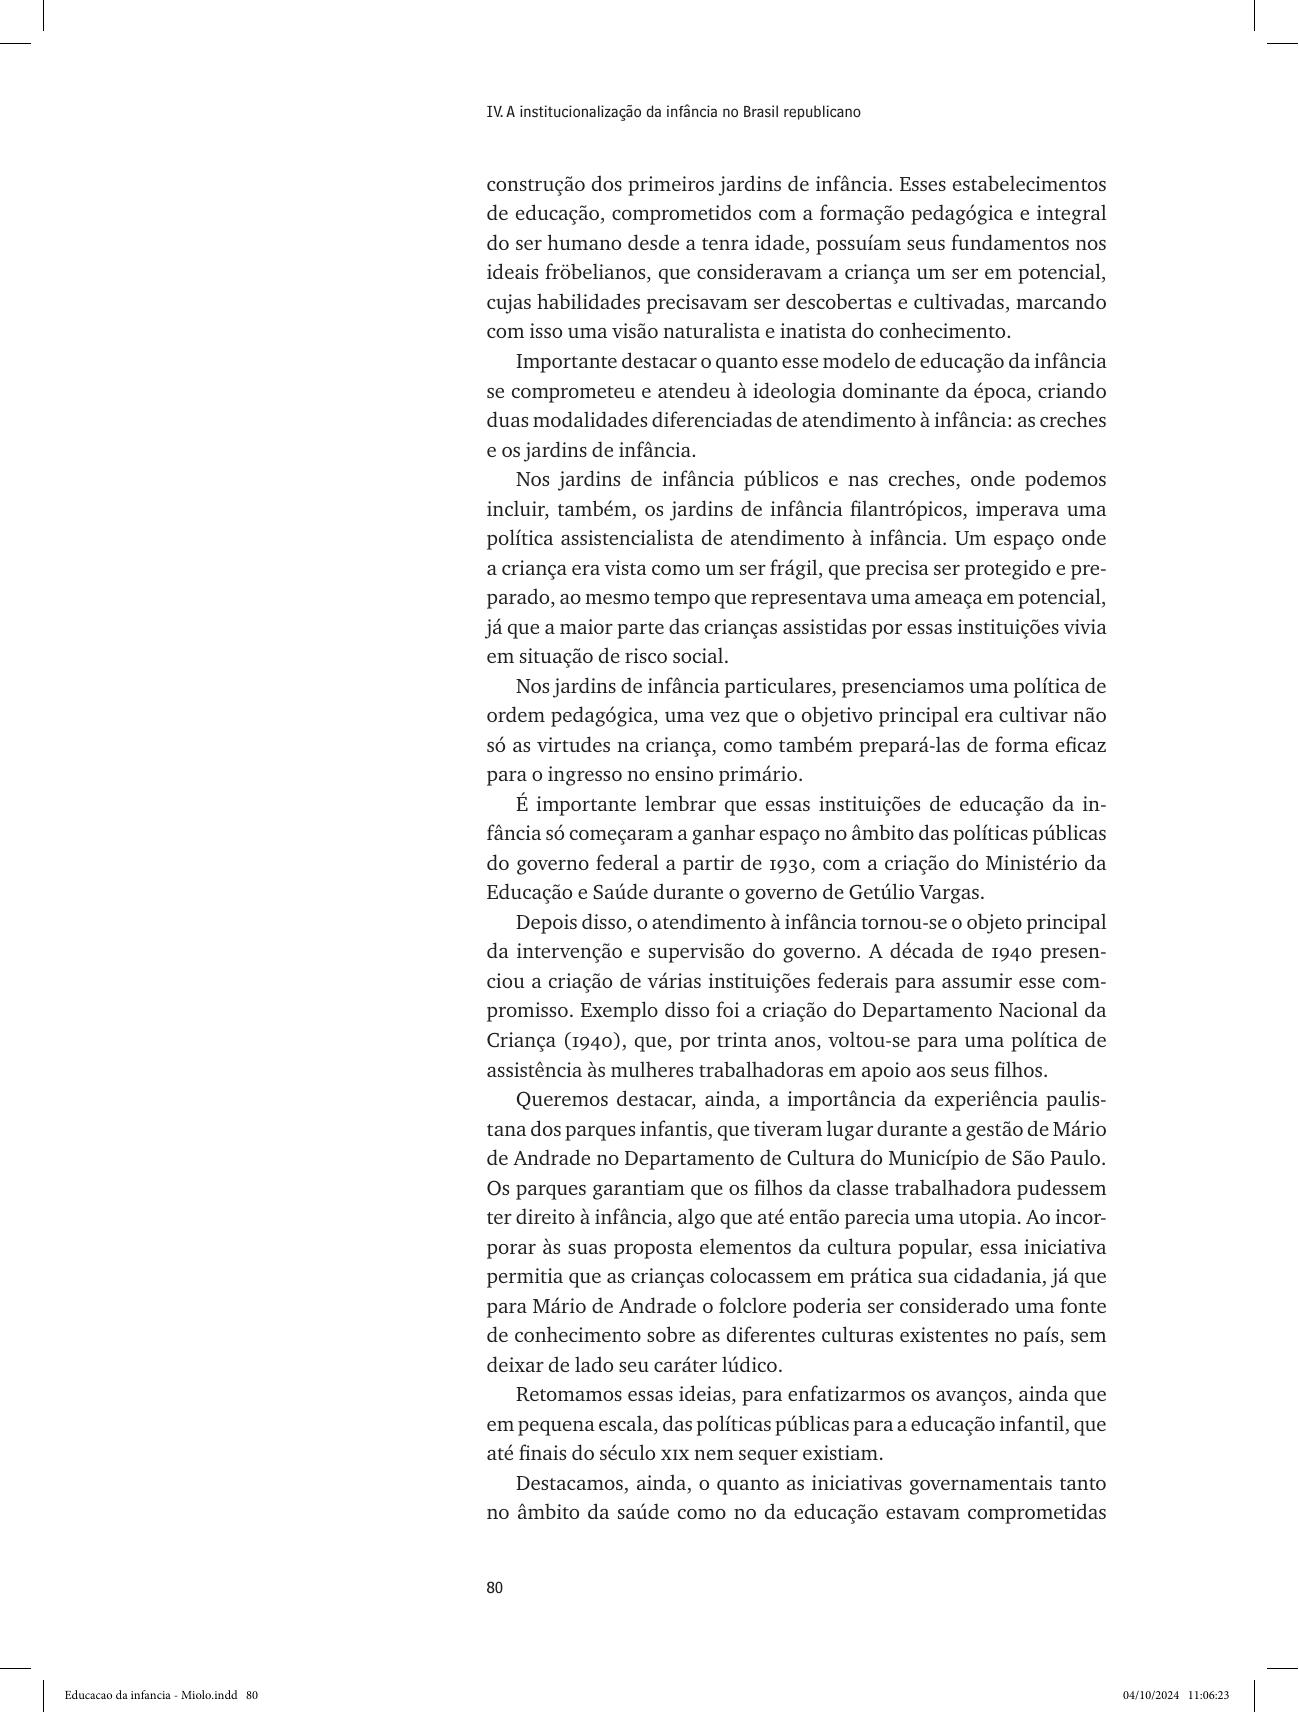 IV. A institucionalização da infância no Brasil republicano
construção dos primeiros jardins de infância. Esses estabelecimentos
de educação, comprometidos com a formação pedagógica e integral
do ser humano desde a tenra idade, possuíam seus fundamentos nos
ideais fröbelianos, que consideravam a criança um ser em potencial,
cujas habilidades precisavam ser descobertas e cultivadas, marcando
com isso uma visão naturalista e inatista do conhecimento.
Importante destacar o quanto esse modelo de educação da infância
se comprometeu e atendeu à ideologia dominante da época, criando
duas modalidades diferenciadas de atendimento à infância: as creches
e os jardins de infância.
Nos jardins de infância públicos e nas creches, onde podemos
incluir, também, os jardins de infância filantrópicos, imperava uma
política assistencialista de atendimento à infância. Um espaço onde
a criança era vista como um ser frágil, que precisa ser protegido e pre-
parado, ao mesmo tempo que representava uma ameaça em potencial,
já que a maior parte das crianças assistidas por essas instituições vivia
em situação de risco social.
Nos jardins de infância particulares, presenciamos uma política de
ordem pedagógica, uma vez que o objetivo principal era cultivar não
só as virtudes na criança, como também prepará-las de forma eficaz
para o ingresso no ensino primário.
É importante lembrar que essas instituições de educação da in-
fância só começaram a ganhar espaço no âmbito das políticas públicas
do governo federal a partir de 1930, com a criação do Ministério da
Educação e Saúde durante o governo de Getúlio Vargas.
Depois disso, o atendimento à infância tornou-se o objeto principal
da intervenção e supervisão do governo. A década de 1940 presen-
ciou a criação de várias instituições federais para assumir esse com-
promisso. Exemplo disso foi a criação do Departamento Nacional da
Criança (1940), que, por trinta anos, voltou-se para uma política de
assistência às mulheres trabalhadoras em apoio aos seus filhos.
Queremos destacar, ainda, a importância da experiência paulis-
tana dos parques infantis, que tiveram lugar durante a gestão de Mário
de Andrade no Departamento de Cultura do Município de São Paulo.
Os parques garantiam que os filhos da classe trabalhadora pudessem
ter direito à infância, algo que até então parecia uma utopia. Ao incor-
porar às suas proposta elementos da cultura popular, essa iniciativa
permitia que as crianças colocassem em prática sua cidadania, já que
para Mário de Andrade o folclore poderia ser considerado uma fonte
de conhecimento sobre as diferentes culturas existentes no país, sem
deixar de lado seu caráter lúdico.
Retomamos essas ideias, para enfatizarmos os avanços, ainda que
em pequena escala, das políticas públicas para a educação infantil, que
até finais do século XIX nem sequer existiam.
Destacamos, ainda, o quanto as iniciativas governamentais tanto
no âmbito da saúde como no da educação estavam comprometidas
80
Educacao da infancia - Miolo.indd 80
04/10/2024 11:06:23